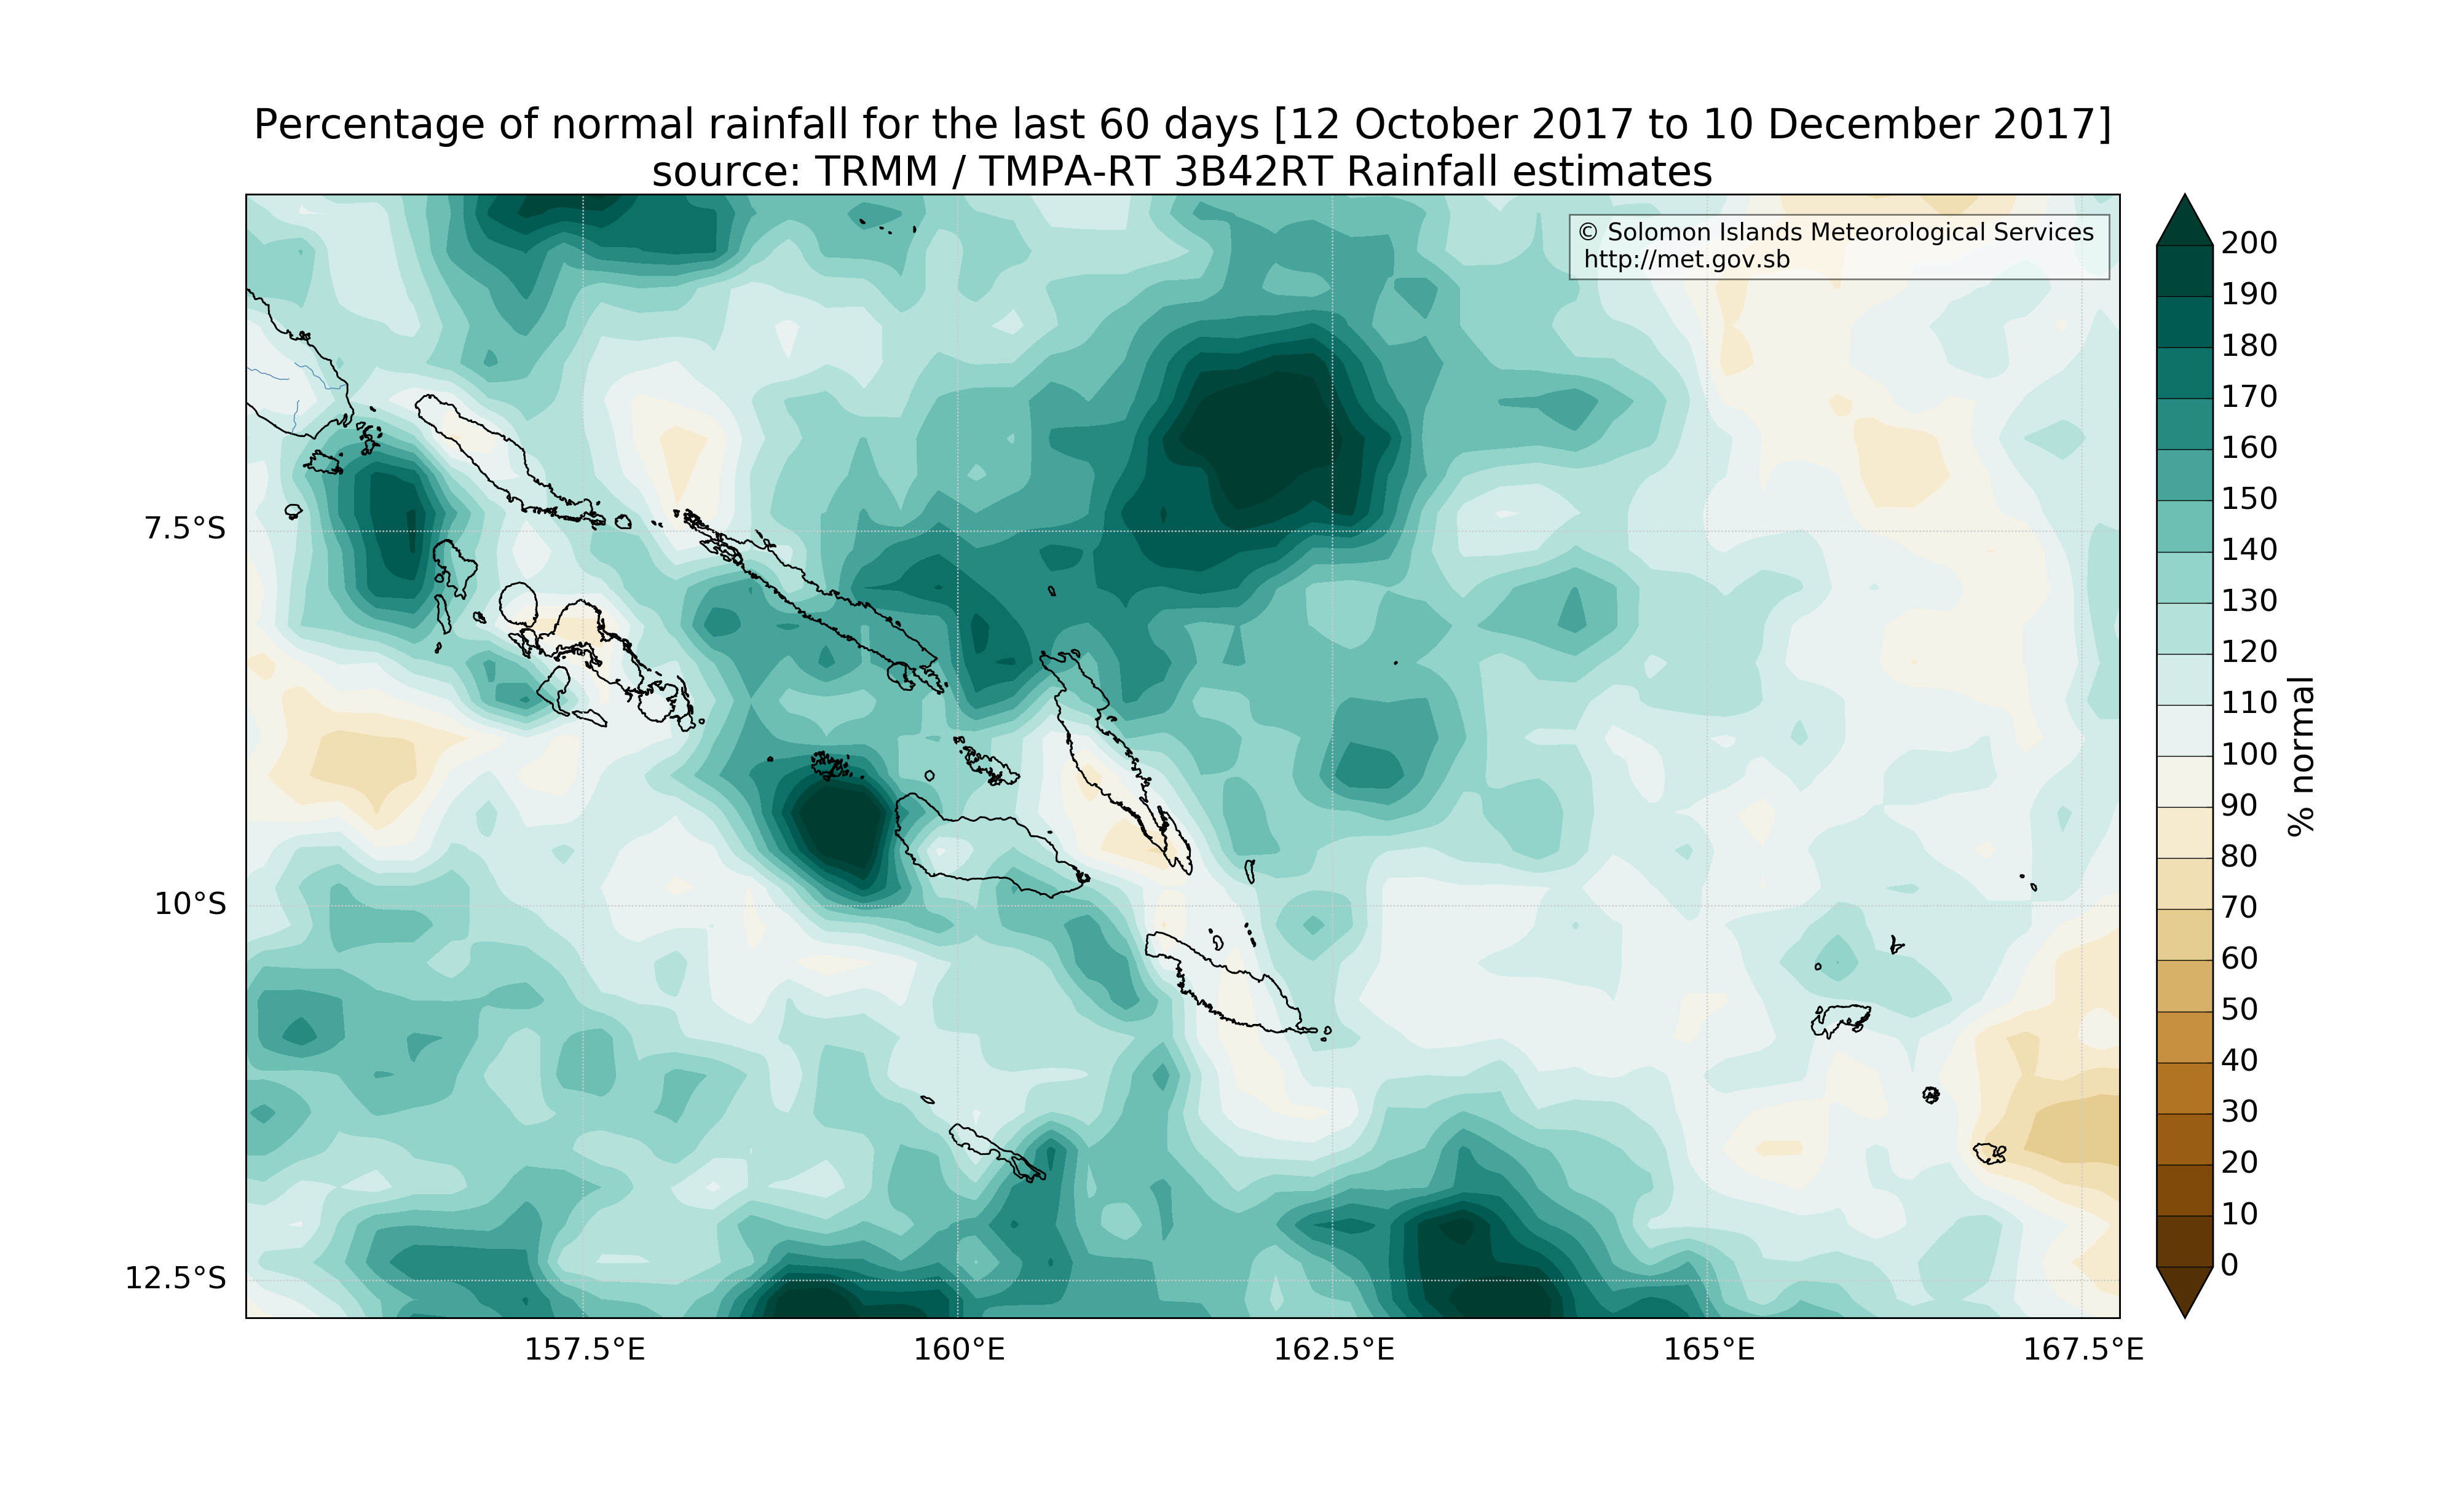 Percentage of normal rainfall for the last 60 days [12 October 2017 to 10 December 2017]
source: TRMM / TMPA-RT 3B42RT Rainfall estimates
© Solomon Islands Meteorological Services
http://met.gov.sb
7.5°S
10°S
12.5°S
157.5°E
160°E
162.5°E
165°E
167.5°E
200
190
180
170
160
150
140
130
120
110
100
90
80
70
60
50
40
30
20
10
0
% normal